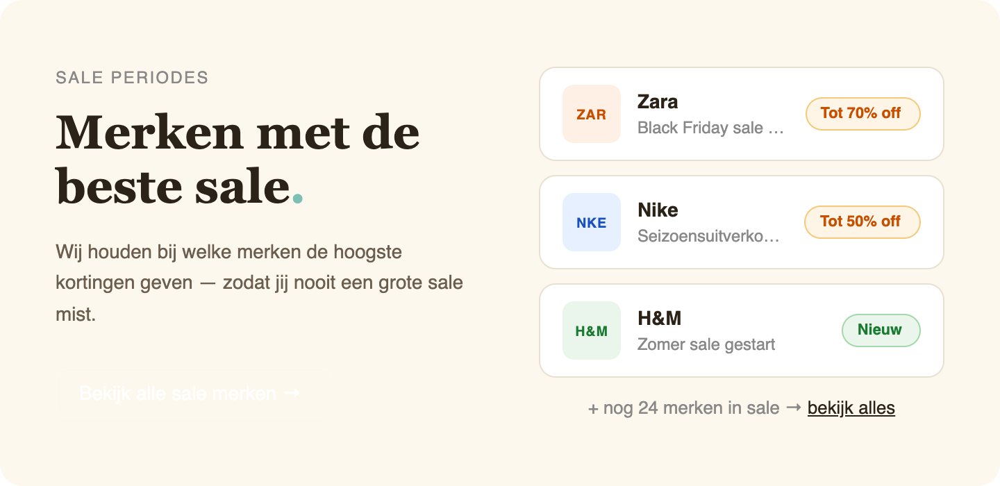 SALE PERIODES
Merken met de
beste sale.
Wij houden bij welke merken de hoogste
kortingen geven — zodat jij nooit een grote sale
mist.
Bekijk alle sale merken →
ZAR
Zara
Black Friday sale …
Tot 70% off
NKE
Nike
Seizoensuitverko…
Tot 50% off
H&M
H&M
Zomer sale gestart
Nieuw
+ nog 24 merken in sale → bekijk alles